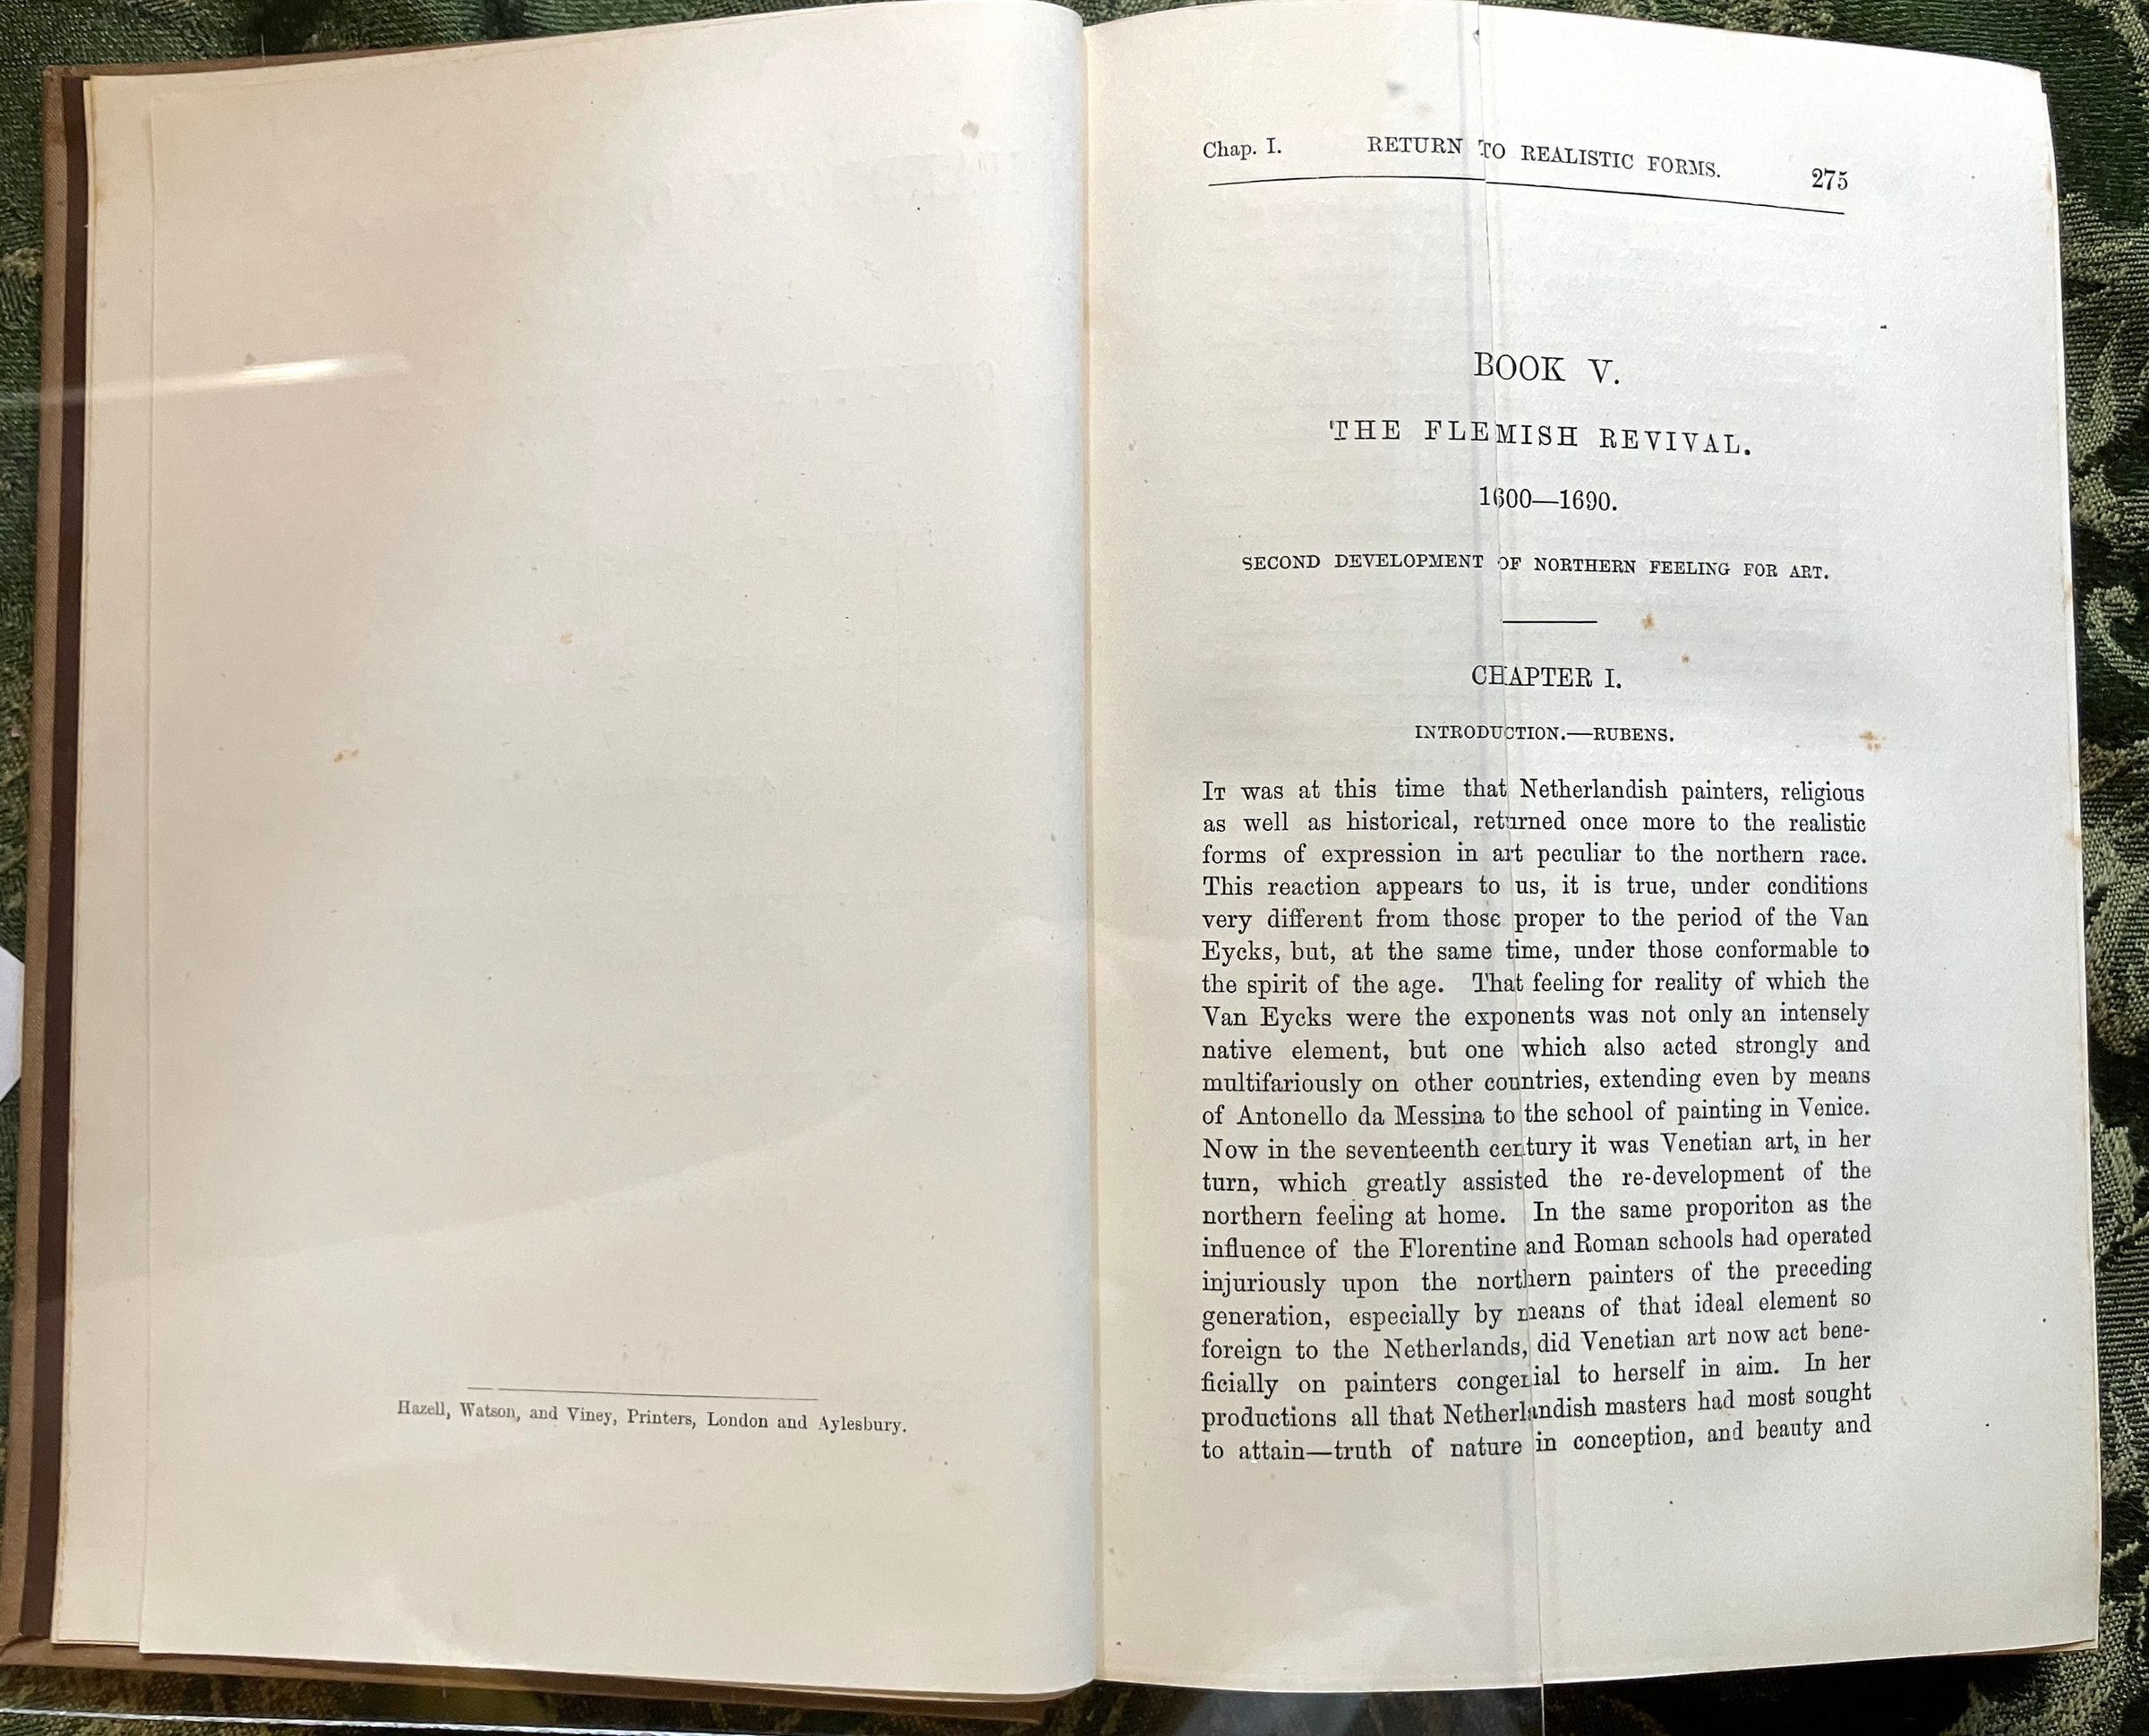 Hazell, Watson, and Viney, Printers, London and Aylesbury.
Chap. I. RETURN TO REALISTIC FORMS. 275
BOOK V.
THE FLEMISH REVIVAL.
1600—1690.
SECOND DEVELOPMENT OF NORTHERN FEELING FOR ART.
CHAPTER I.
INTRODUCTION.—RUBENS.
It was at this time that Netherlandish painters, religious
as well as historical, returned once more to the realistic
forms of expression in art peculiar to the northern race.
This reaction appears to us, it is true, under conditions
very different from those proper to the period of the Van
Eycks, but, at the same time, under those conformable to
the spirit of the age. That feeling for reality of which the
Van Eycks were the exponents was not only an intensely
native element, but one which also acted strongly and
multifariously on other countries, extending even by means
of Antonello da Messina to the school of painting in Venice.
Now in the seventeenth century it was Venetian art, in her
turn, which greatly assisted the re-development of the
northern feeling at home. In the same proporiton as the
influence of the Florentine and Roman schools had operated
injuriously upon the northern painters of the preceding
generation, especially by means of that ideal element so
foreign to the Netherlands, did Venetian art now act bene-
ficially on painters congenial to herself in aim. In her
productions all that Netherlandish masters had most sought
to attain—truth of nature in conception, and beauty and